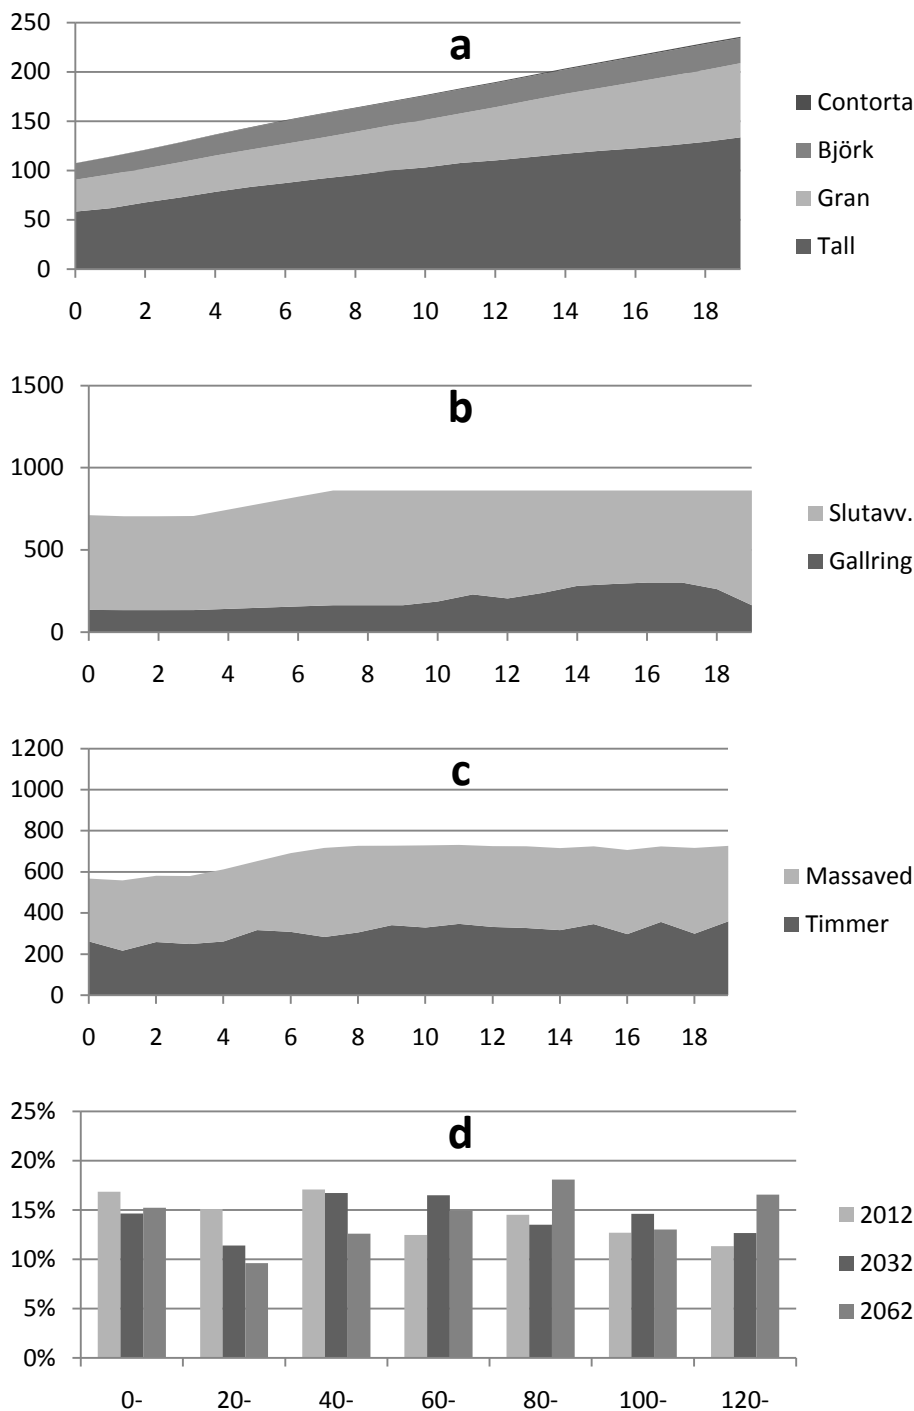 a
250
200
150
100
50
0
0 2 4 6 8 10 12 14 16 18
Contorta
Björk
Gran
Tall
b
1500
1000
500
0
0 2 4 6 8 10 12 14 16 18
Slutavv.
Gallring
c
1200
1000
800
600
400
200
0
0 2 4 6 8 10 12 14 16 18
Massaved
Timmer
d
25%
20%
15%
10%
5%
0%
0- 20- 40- 60- 80- 100- 120-
2012
2032
2062